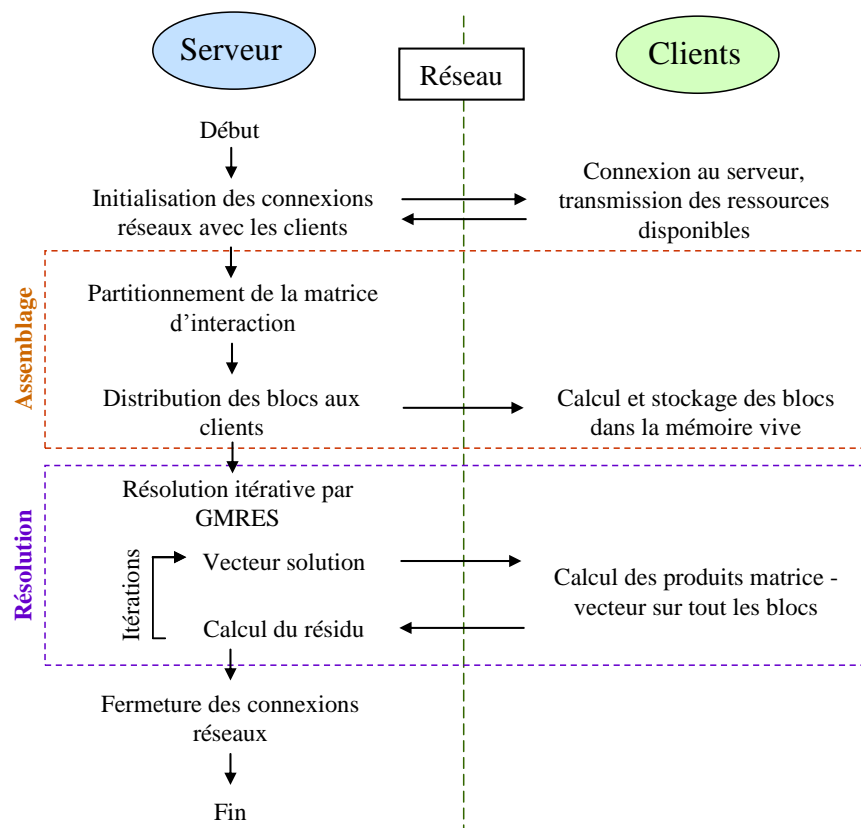 Serveur
Réseau
Clients
Début
Initialisation des connexions
réseaux avec les clients
Connexion au serveur,
transmission des ressources
disponibles
Assemblage
Partitionnement de la matrice
d’interaction
Distribution des blocs aux
clients
Calcul et stockage des blocs
dans la mémoire vive
Résolution
Résolution itérative par
GMRES
Itérations
Vecteur solution
Calcul des produits matrice -
vecteur sur tout les blocs
Calcul du résidu
Fermeture des connexions
réseaux
Fin